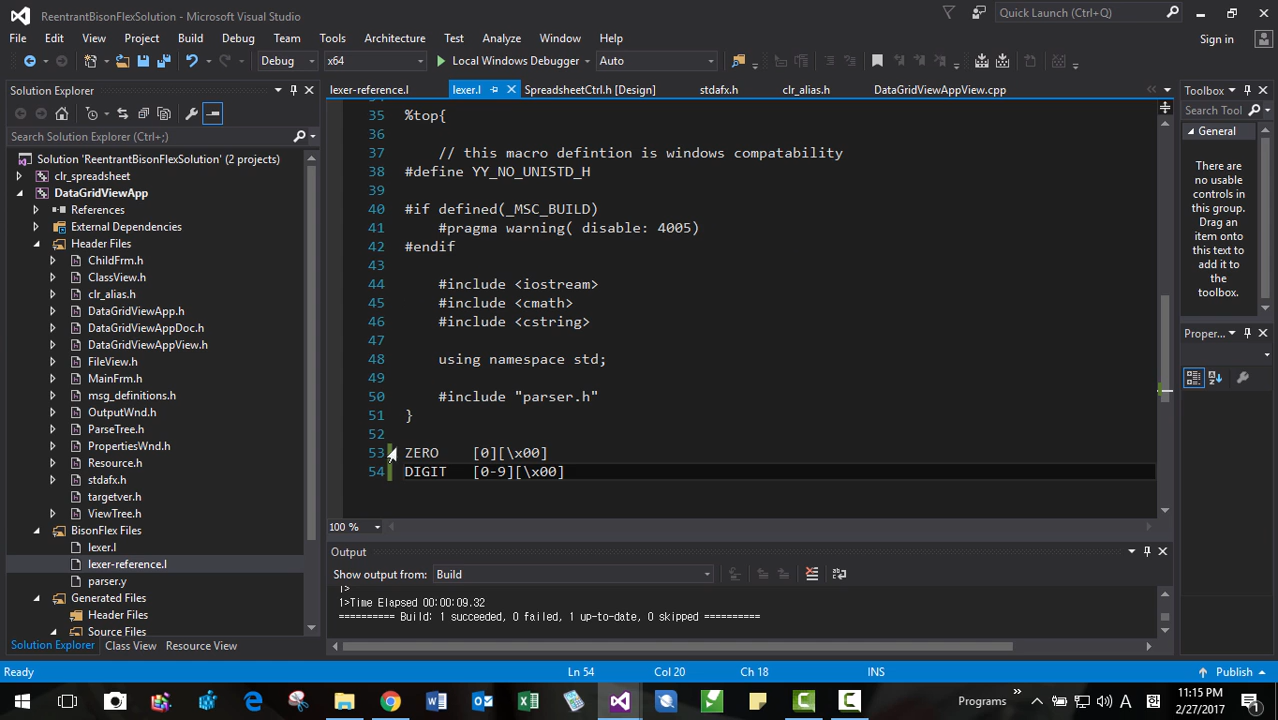 ReentrantBisonFlexSolution - Microsoft Visual Studio
Quick Launch (Ctrl+Q)
File Edit View Project Build Debug Team Tools Architecture Test Analyze Window Help
Sign in
Debug x64 Local Windows Debugger Auto
Solution Explorer
Search Solution Explorer (Ctrl+;)
Solution 'ReentrantBisonFlexSolution' (2 projects)
clr_spreadsheet
DataGridViewApp
References
External Dependencies
Header Files
ChildFrm.h
ClassView.h
clr_alias.h
DataGridViewApp.h
DataGridViewAppDoc.h
DataGridViewAppView.h
FileView.h
MainFrm.h
msg_definitions.h
OutputWnd.h
ParseTree.h
PropertiesWnd.h
Resource.h
stdafx.h
targetver.h
ViewTree.h
BisonFlex Files
lexer.l
lexer-reference.l
parser.y
Generated Files
Header Files
Source Files
Solution Explorer Class View Resource View
lexer-reference.l lexer.l SpreadsheetCtrl.h [Design] stdafx.h clr_alias.h DataGridViewAppView.cpp
35 %top{
36
37 // this macro defintion is windows compatability
38 #define YY_NO_UNISTD_H
39
40 #if defined(_MSC_BUILD)
41 #pragma warning( disable: 4005)
42 #endif
43
44 #include <iostream>
45 #include <cmath>
46 #include <cstring>
47
48 using namespace std;
49
50 #include "parser.h"
51 }
52
53 ZERO [0][\x00]
54 DIGIT [0-9][\x00]
100 %
Output
Show output from: Build
1>
1>Time Elapsed 00:00:09.32
========== Build: 1 succeeded, 0 failed, 1 up-to-date, 0 skipped ==========
Toolbox
Search Tool
General
There are
no usable
controls in
this group.
Drag an
item onto
this text to
add it to
the
toolbox.
Proper...
Ready Ln 54 Col 20 Ch 18 INS Publish
Programs
A
11:15 PM
2/27/2017